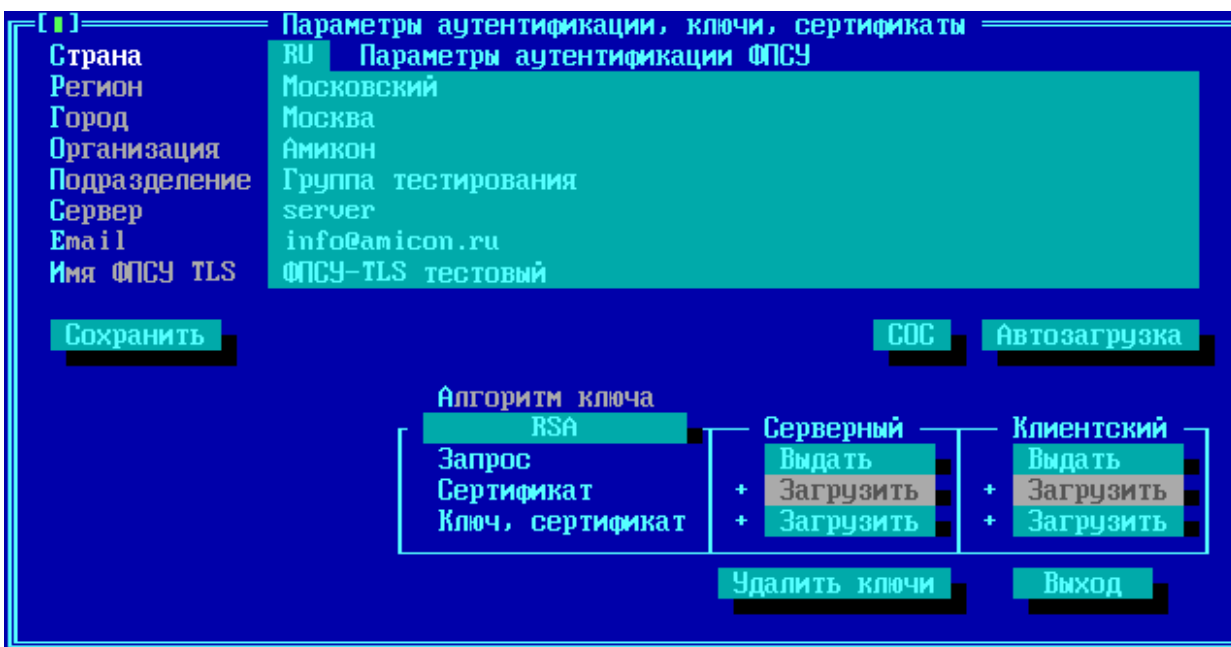 [▮] Параметры аутентификации, ключи, сертификаты
Страна RU Параметры аутентификации ФПСУ
Регион Московский
Город Москва
Организация Амикон
Подразделение Группа тестирования
Сервер server
Email info@amicon.ru
Имя ФПСУ TLS ФПСУ-TLS тестовый
Сохранить СОС Автозагрузка
Алгоритм ключа
RSA Серверный Клиентский
Запрос Выдать Выдать
Сертификат + Загрузить + Загрузить
Ключ, сертификат + Загрузить + Загрузить
Удалить ключи Выход